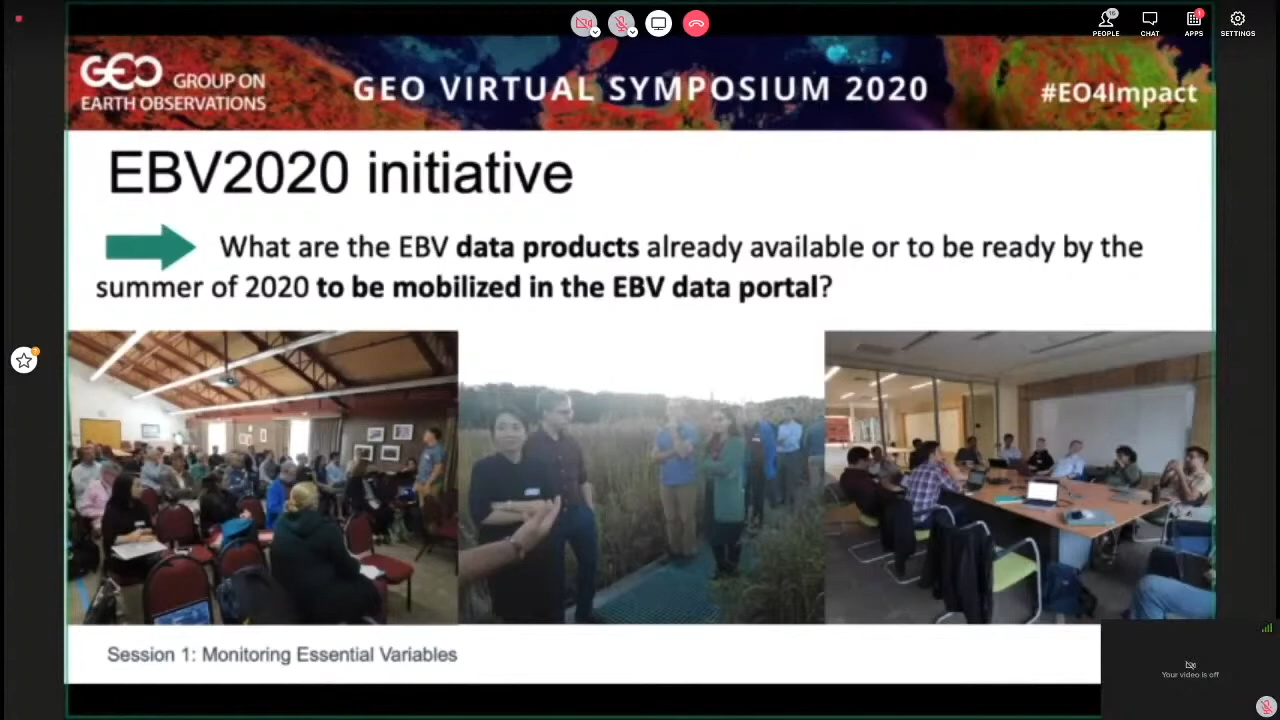 16
1
PEOPLE
CHAT
APPS
SETTINGS
GEO GROUP ON
EARTH OBSERVATIONS
GEO VIRTUAL SYMPOSIUM 2020
#EO4Impact
EBV2020 initiative
What are the EBV data products already available or to be ready by the
summer of 2020 to be mobilized in the EBV data portal?
Session 1: Monitoring Essential Variables
Your video is off